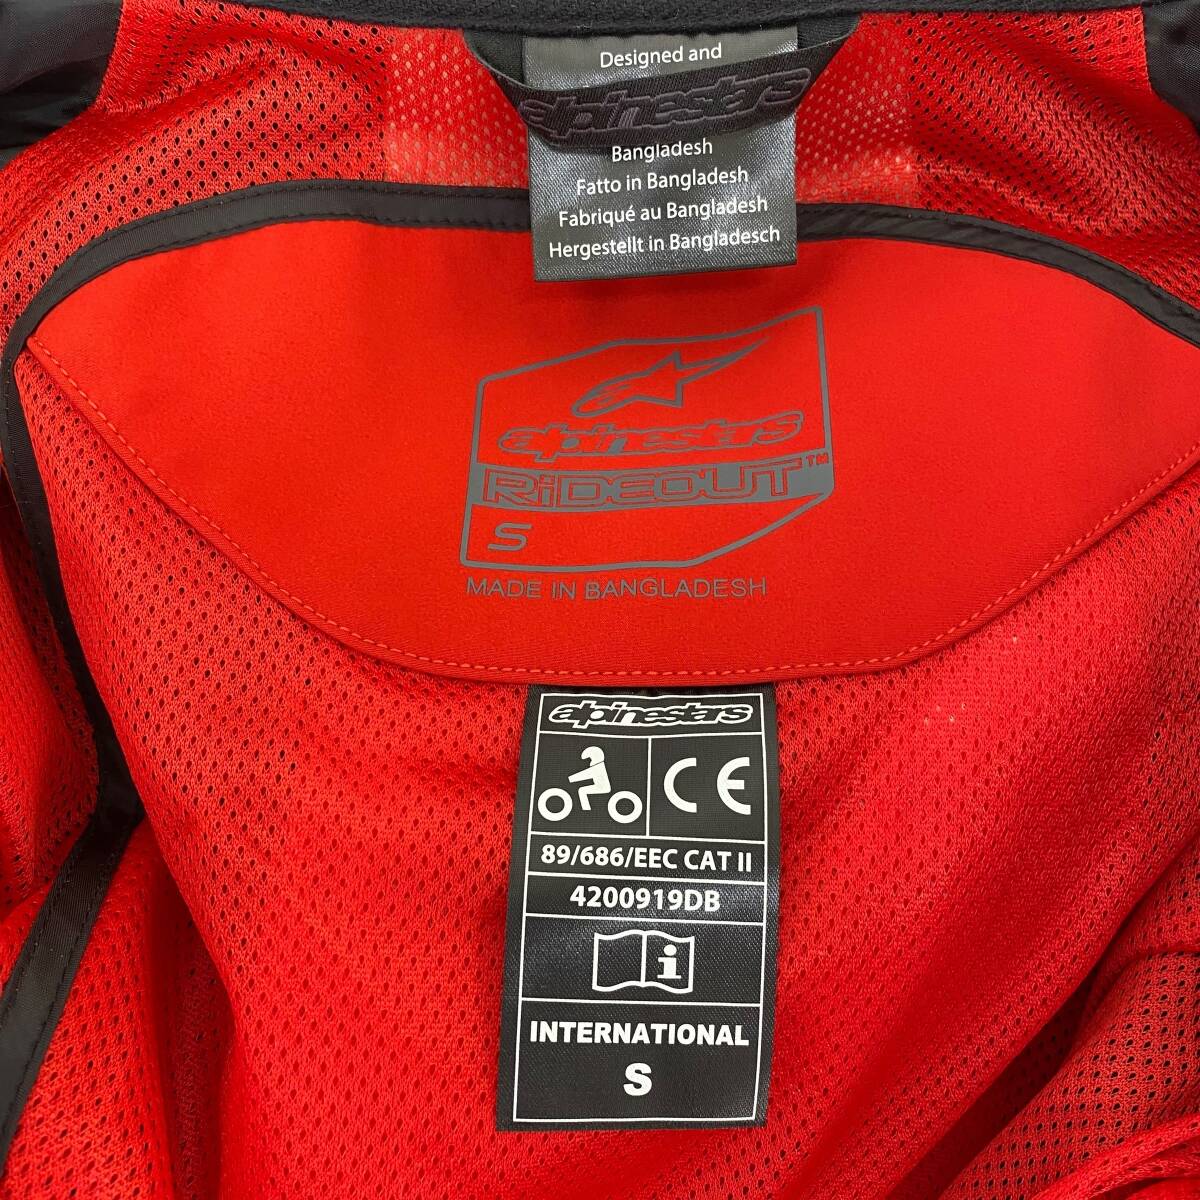 Designed and
alpinestars
Bangladesh
Fatto in Bangladesh
Fabriqué au Bangladesh
Hergestellt in Bangladesch
alpinestars
RiDEOUT™
S
MADE IN BANGLADESH
alpinestars
CE
89/686/EEC CAT II
4200919DB
i
INTERNATIONAL
S